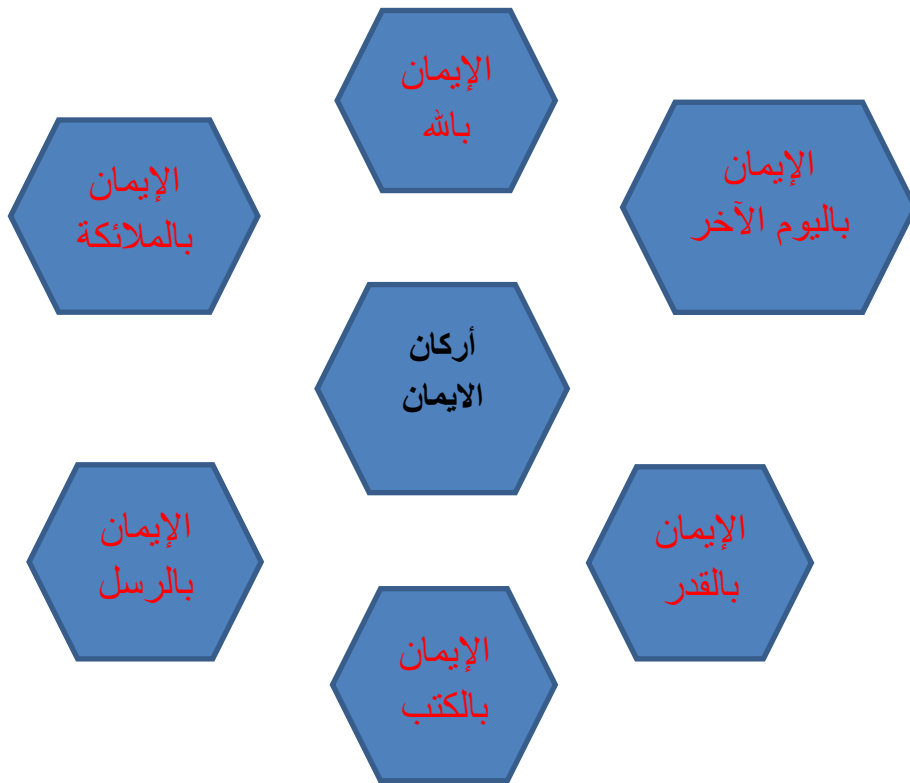 الإيمان
بالله
الإيمان
باليوم الآخر
الإيمان
بالملائكة
أركان
الايمان
الإيمان
بالقدر
الإيمان
بالرسل
الإيمان
بالكتب